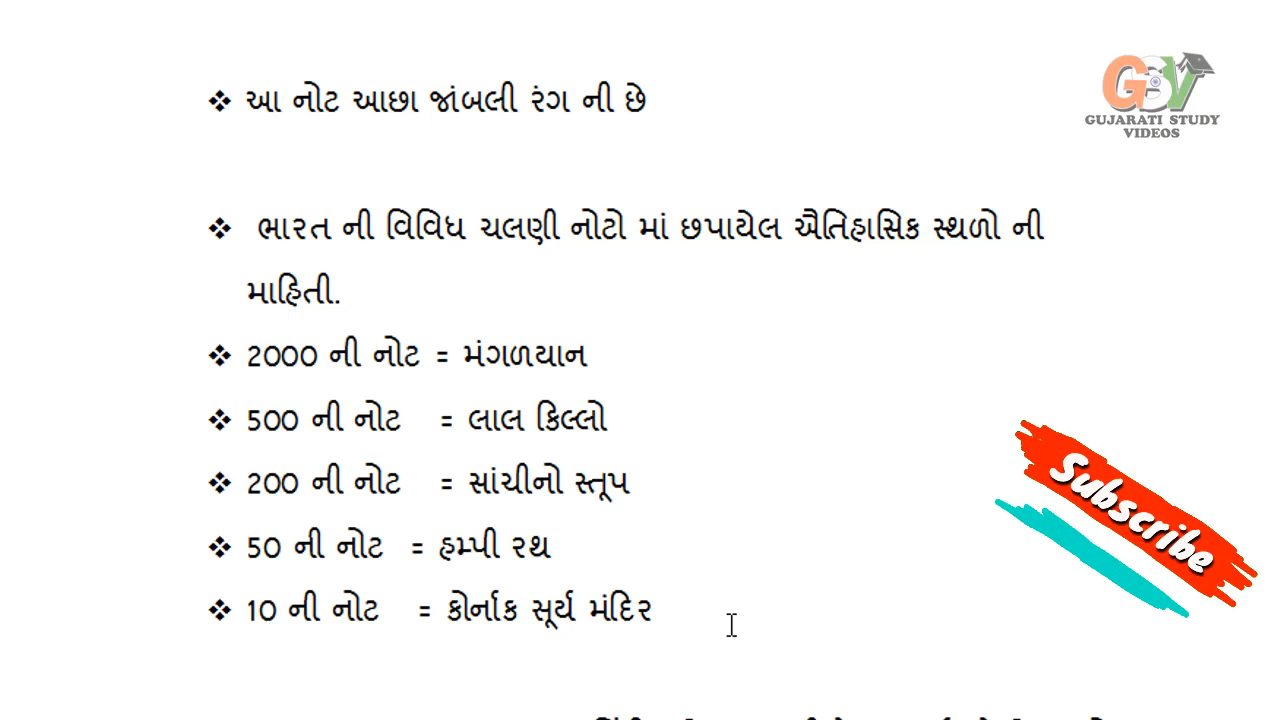 ❖ આ નોટ આછા જાંબલી રંગ ની છે
GSV
GUJARATI STUDY
VIDEOS
❖ ભારત ની વિવિધ ચલણી નોટો માં છપાયેલ ઐતિહાસિક સ્થળો ની
માહિતી.
❖ 2000 ની નોટ = મંગળયાન
❖ 500 ની નોટ = લાલ કિલ્લો
❖ 200 ની નોટ = સાંચીનો સ્તૂપ
❖ 50 ની નોટ = હમ્પી રથ
❖ 10 ની નોટ = કોર્નાક સૂર્ય મંદિર
Subscribe